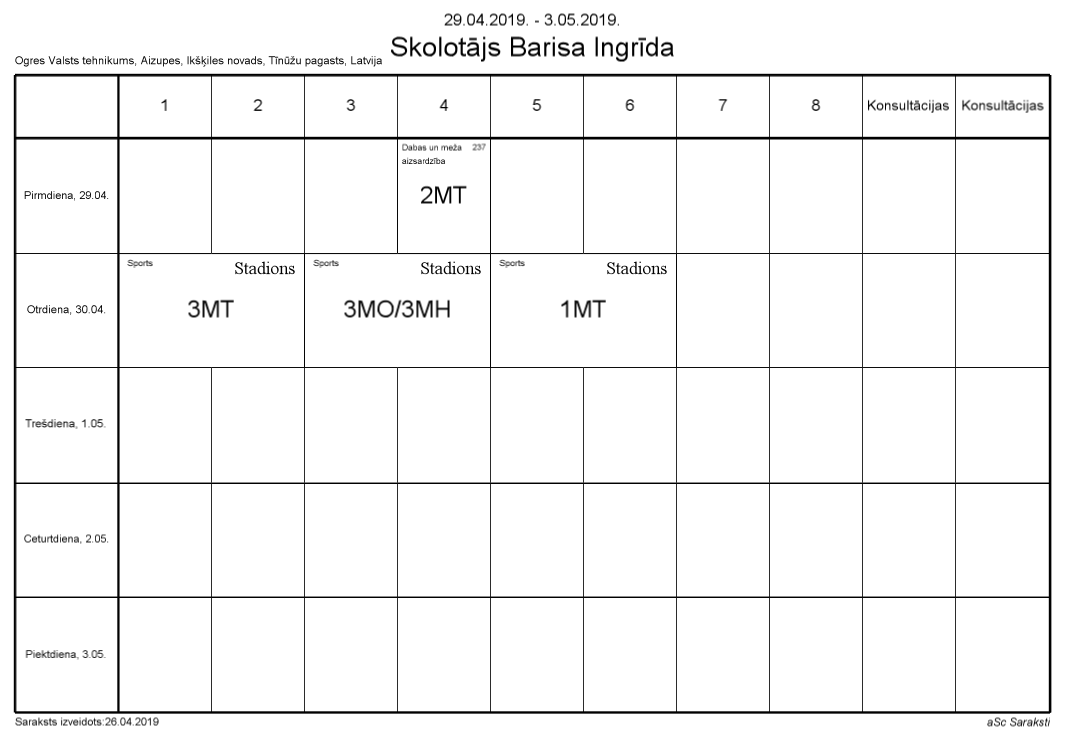 29.04.2019. - 3.05.2019.
Skolotājs Barisa Ingrīda
Ogres Valsts tehnikums, Aizupes, Ikšķiles novads, Tīnūžu pagasts, Latvija
1 2 3 4 5 6 7 8 Konsultācijas Konsultācijas
Pirmdiena, 29.04.
Dabas un meža 237
aizsardzība
2MT
Otrdiena, 30.04.
Sports Stadions
3MT
Sports Stadions
3MO/3MH
Sports Stadions
1MT
Trešdiena, 1.05.
Ceturtdiena, 2.05.
Piektdiena, 3.05.
Saraksts izveidots:26.04.2019
aSc Saraksti